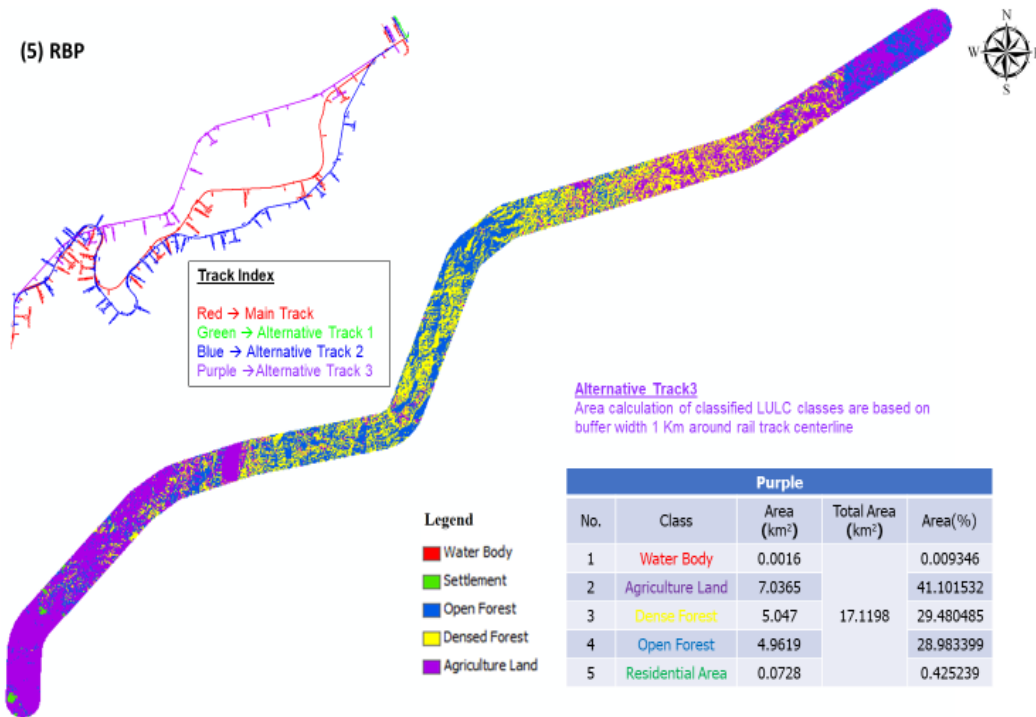 (5) RBP
N
W
S
Track Index
Red → Main Track
Green → Alternative Track 1
Blue → Alternative Track 2
Purple →Alternative Track 3
Alternative Track3
Area calculation of classified LULC classes are based on
buffer width 1 Km around rail track centerline
Legend
Water Body
Settlement
Open Forest
Densed Forest
Agriculture Land
Purple
No. Class Area (km²) Total Area (km²) Area(%)
1 Water Body 0.0016 0.009346
2 Agriculture Land 7.0365 41.101532
3 Dense Forest 5.047 17.1198 29.480485
4 Open Forest 4.9619 28.983399
5 Residential Area 0.0728 0.425239